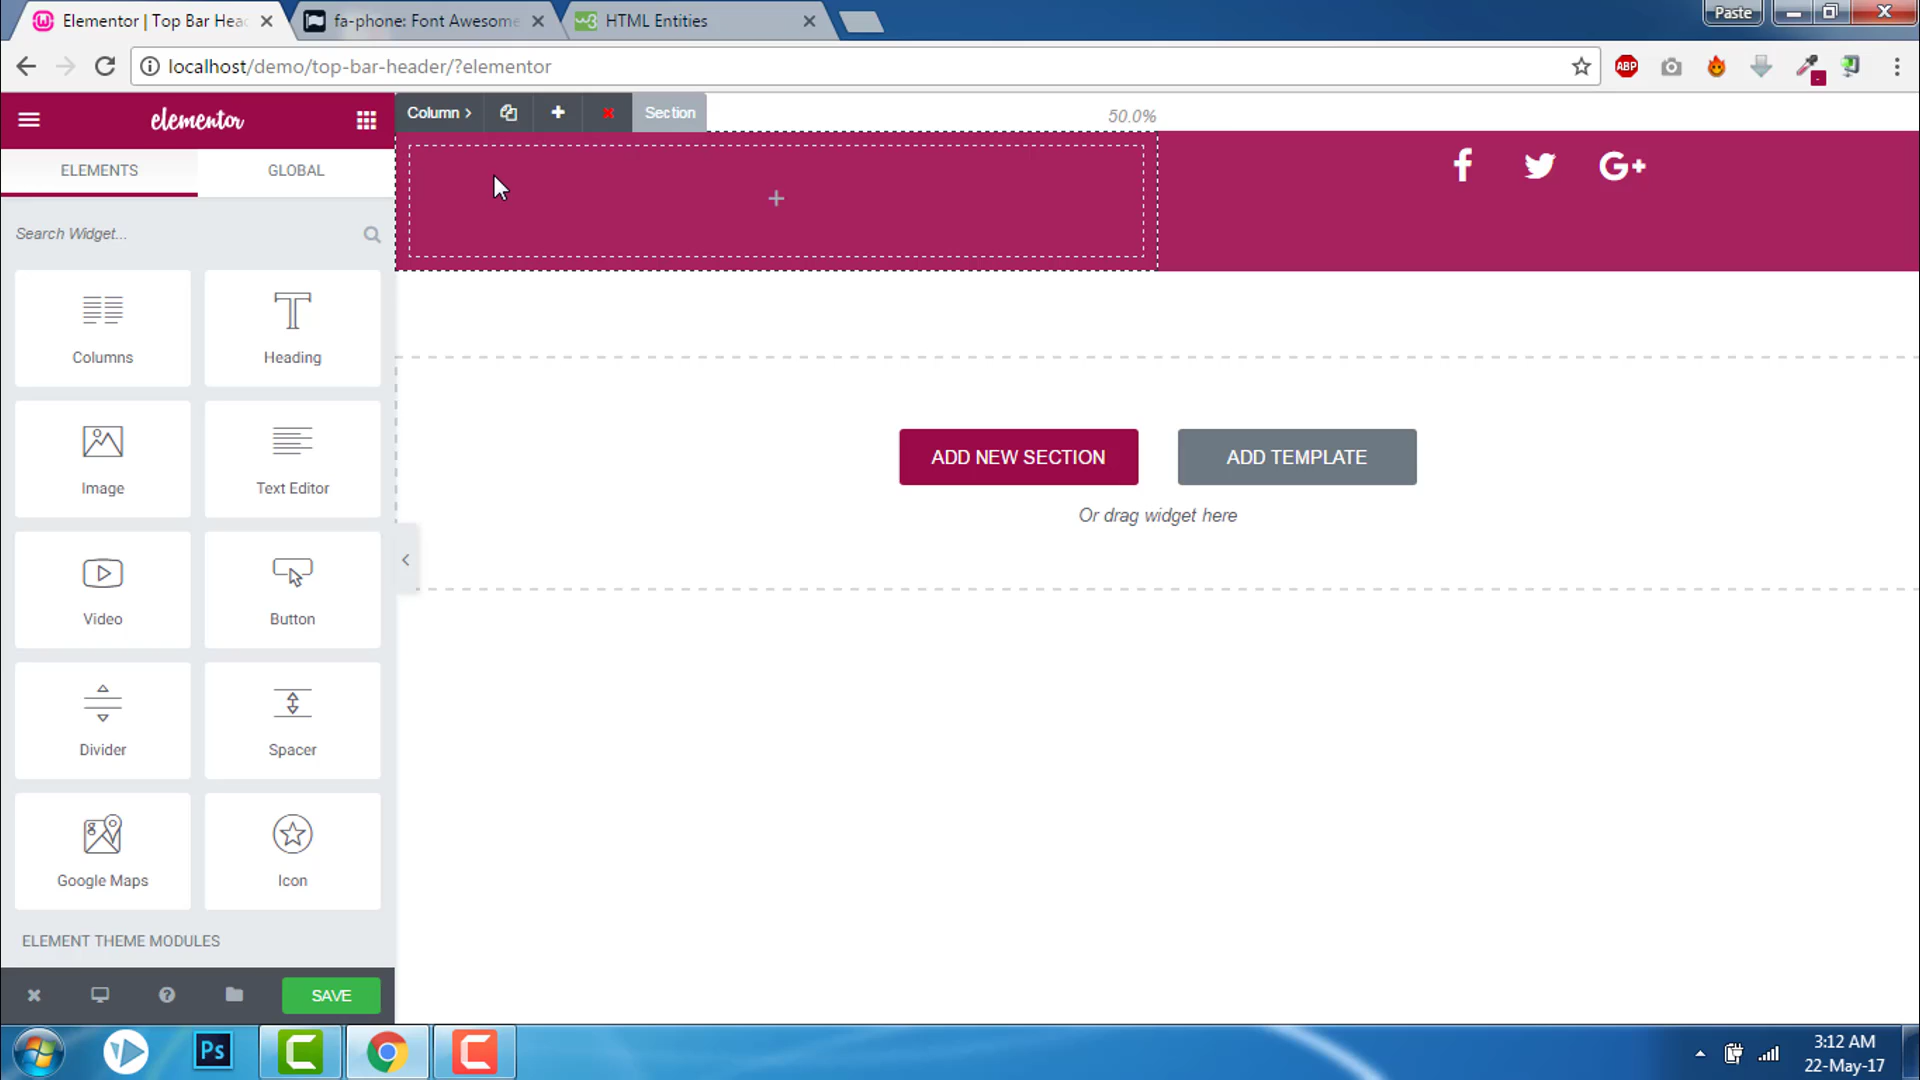 Elementor | Top Bar Head
fa-phone: Font Awesome
HTML Entities
Paste
localhost/demo/top-bar-header/?elementor
ABP
elementor
Column
Section
50.0%
ELEMENTS
GLOBAL
G+
Search Widget...
Columns
Heading
Image
Text Editor
ADD NEW SECTION
ADD TEMPLATE
Or drag widget here
Video
Button
Divider
Spacer
Google Maps
Icon
ELEMENT THEME MODULES
SAVE
Ps
3:12 AM
22-May-17